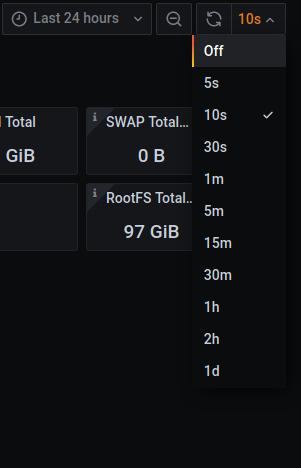 Last 24 hours
10s
Off
5s
10s
30s
1m
5m
15m
30m
1h
2h
1d
Total
GiB
SWAP Total...
0 B
RootFS Total...
97 GiB